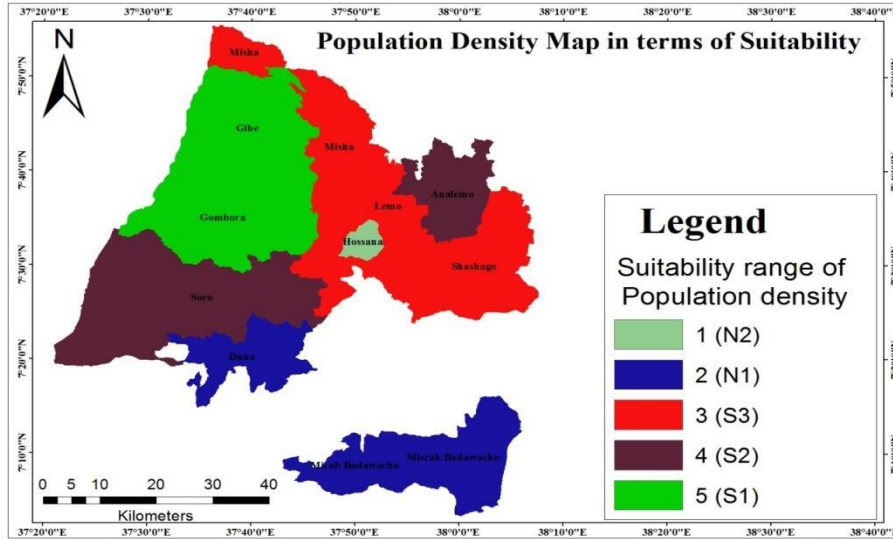 37°20'0"E 37°30'0"E 37°40'0"E 37°50'0"E 38°0'0"E 38°10'0"E 38°20'0"E 38°30'0"E 38°40'0"E
N
Population Density Map in terms of Suitability
Misha
7°50'0"N
Gibe
Misha
7°40'0"N
Analemo
Lemo
Gombora
Hossana
7°30'0"N
Shashago
Soro
7°20'0"N
Duna
7°10'0"N
Mirab Badawacho
Misrak Badawacho
0 5 10 20 30 40
Kilometers
Legend
Suitability range of
Population density
1 (N2)
2 (N1)
3 (S3)
4 (S2)
5 (S1)
37°20'0"E 37°30'0"E 37°40'0"E 37°50'0"E 38°0'0"E 38°10'0"E 38°20'0"E 38°30'0"E 38°40'0"E